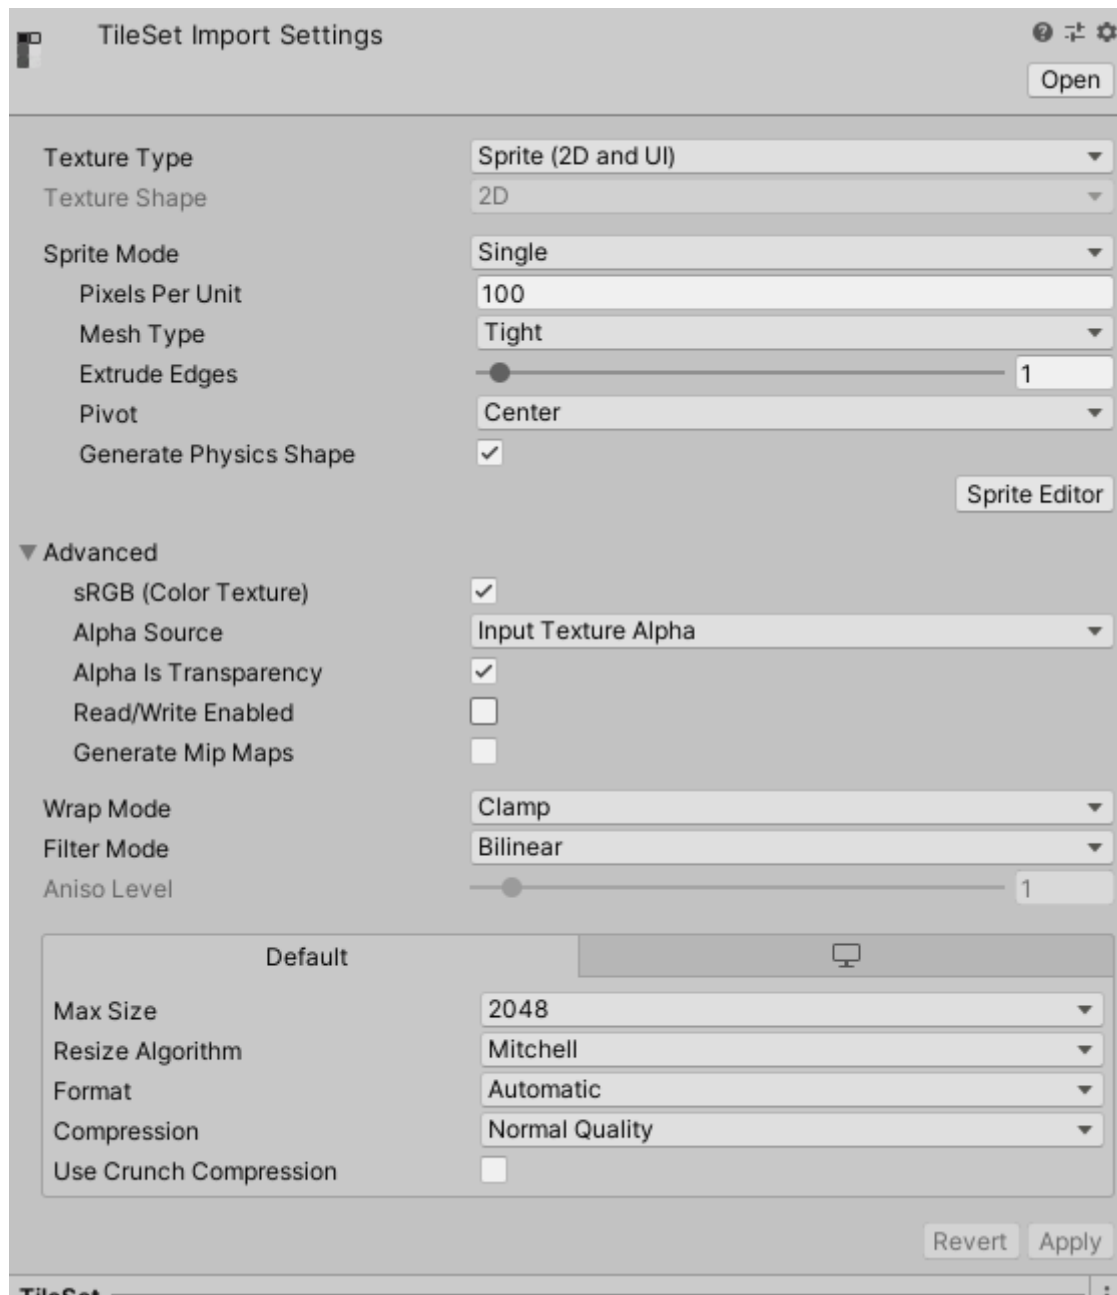 TileSet Import Settings
Open
Texture Type Sprite (2D and UI)
Texture Shape 2D
Sprite Mode Single
Pixels Per Unit 100
Mesh Type Tight
Extrude Edges 1
Pivot Center
Generate Physics Shape
Sprite Editor
Advanced
sRGB (Color Texture)
Alpha Source Input Texture Alpha
Alpha Is Transparency
Read/Write Enabled
Generate Mip Maps
Wrap Mode Clamp
Filter Mode Bilinear
Aniso Level 1
Default
Max Size 2048
Resize Algorithm Mitchell
Format Automatic
Compression Normal Quality
Use Crunch Compression
Revert Apply
TileSet